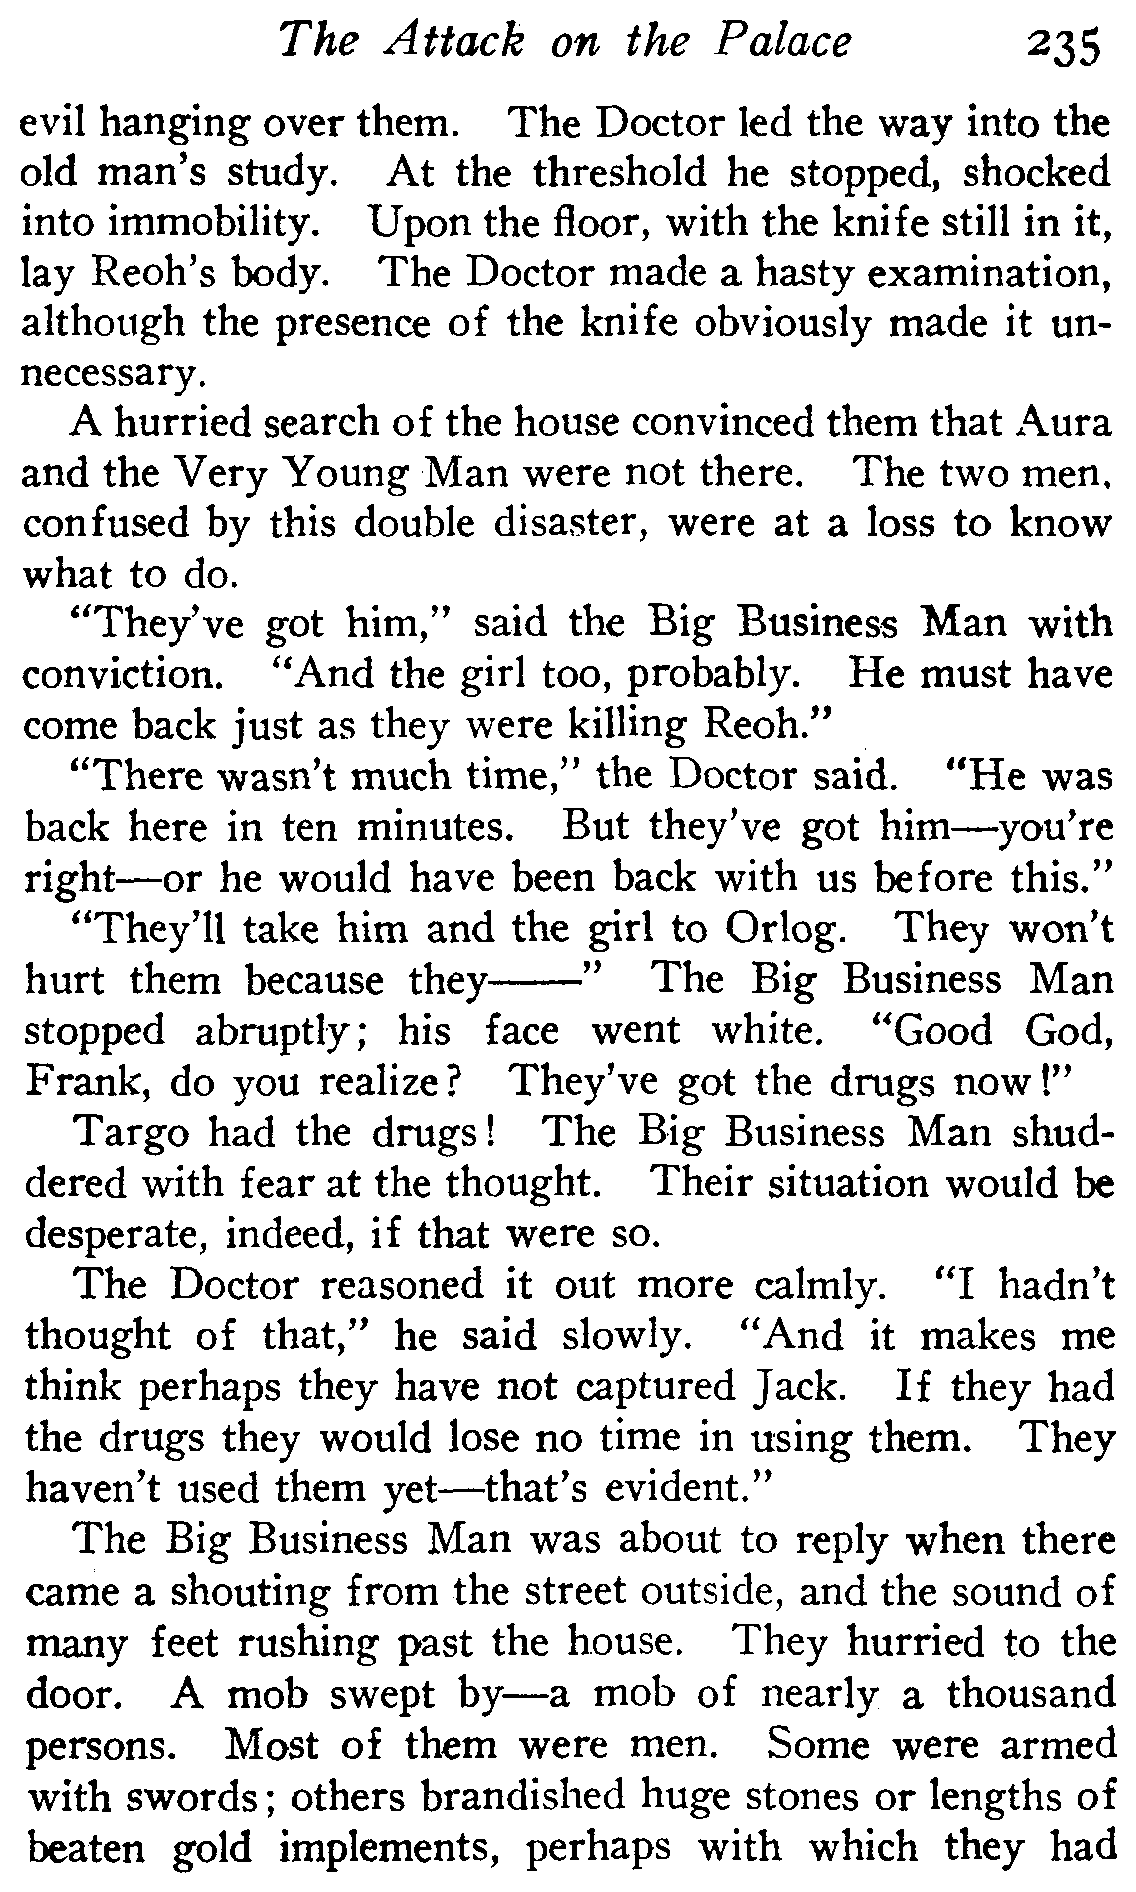 The Attack on the Palace 235
evil hanging over them. The Doctor led the way into the
old man's study. At the threshold he stopped, shocked
into immobility. Upon the floor, with the knife still in it,
lay Reoh's body. The Doctor made a hasty examination,
although the presence of the knife obviously made it un-
necessary.
A hurried search of the house convinced them that Aura
and the Very Young Man were not there. The two men,
confused by this double disaster, were at a loss to know
what to do.
"They've got him," said the Big Business Man with
conviction. "And the girl too, probably. He must have
come back just as they were killing Reoh."
"There wasn't much time," the Doctor said. "He was
back here in ten minutes. But they've got him—you're
right—or he would have been back with us before this."
"They'll take him and the girl to Orlog. They won't
hurt them because they——" The Big Business Man
stopped abruptly; his face went white. "Good God,
Frank, do you realize? They've got the drugs now!"
Targo had the drugs! The Big Business Man shud-
dered with fear at the thought. Their situation would be
desperate, indeed, if that were so.
The Doctor reasoned it out more calmly. "I hadn't
thought of that," he said slowly. "And it makes me
think perhaps they have not captured Jack. If they had
the drugs they would lose no time in using them. They
haven't used them yet—that's evident."
The Big Business Man was about to reply when there
came a shouting from the street outside, and the sound of
many feet rushing past the house. They hurried to the
door. A mob swept by—a mob of nearly a thousand
persons. Most of them were men. Some were armed
with swords; others brandished huge stones or lengths of
beaten gold implements, perhaps with which they had